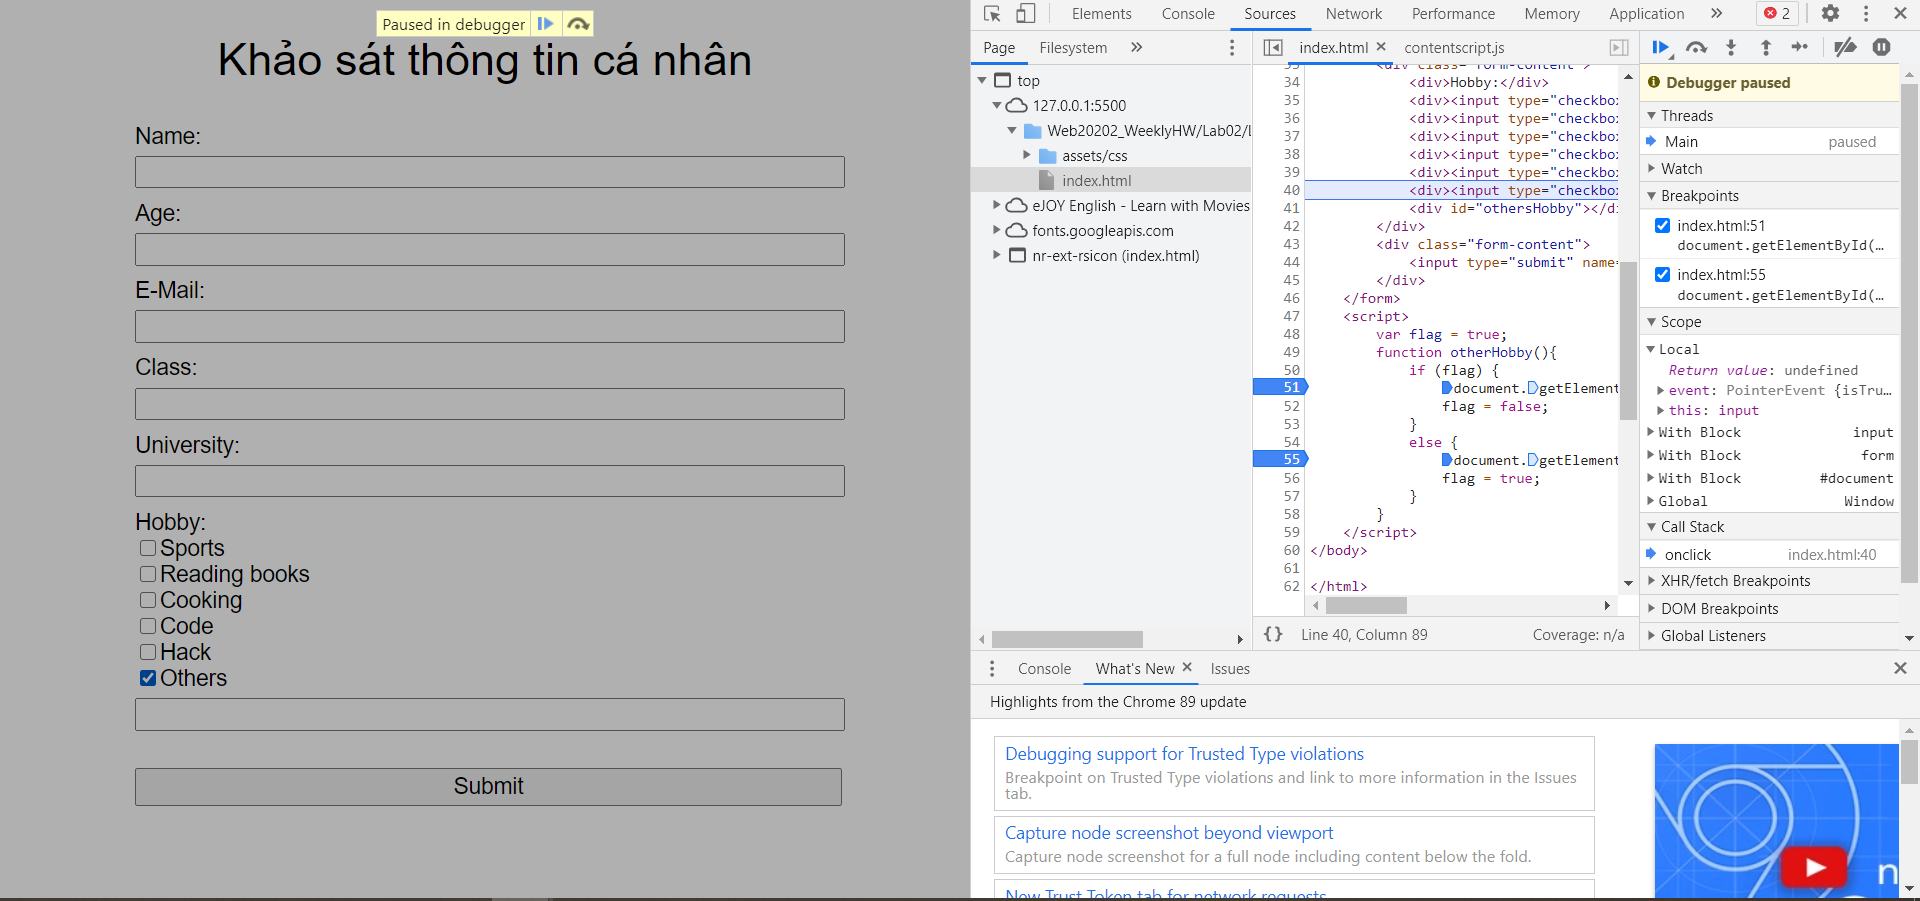 Paused in debugger
Khảo sát thông tin cá nhân
Name:
Age:
E-Mail:
Class:
University:
Hobby:
Sports
Reading books
Cooking
Code
Hack
Others
Submit
Elements Console Sources Network Performance Memory Application » 2
Page Filesystem »
top
127.0.0.1:5500
Web20202_WeeklyHW/Lab02/L
assets/css
index.html
eJOY English - Learn with Movies
fonts.googleapis.com
nr-ext-rsicon (index.html)
index.html × contentscript.js
33 <div class="form-content">
34 <div>Hobby:</div>
35 <div><input type="checkbo
36 <div><input type="checkbo
37 <div><input type="checkbo
38 <div><input type="checkbo
39 <div><input type="checkbo
40 <div><input type="checkbo
41 <div id="othersHobby"></di
42 </div>
43 <div class="form-content">
44 <input type="submit" name=
45 </div>
46 </form>
47 <script>
48 var flag = true;
49 function otherHobby(){
50 if (flag) {
51 document.getElement
52 flag = false;
53 }
54 else {
55 document.getElement
56 flag = true;
57 }
58 }
59 </script>
60 </body>
61
62 </html>
{} Line 40, Column 89 Coverage: n/a
Debugger paused
Threads
Main paused
Watch
Breakpoints
index.html:51
document.getElementById(…
index.html:55
document.getElementById(…
Scope
Local
Return value: undefined
event: PointerEvent {isTru…
this: input
With Block input
With Block form
With Block #document
Global Window
Call Stack
onclick index.html:40
XHR/fetch Breakpoints
DOM Breakpoints
Global Listeners
Console What's New × Issues
Highlights from the Chrome 89 update
Debugging support for Trusted Type violations
Breakpoint on Trusted Type violations and link to more information in the Issues
tab.
Capture node screenshot beyond viewport
Capture node screenshot for a full node including content below the fold.
New Trust Token tab for network requests
n